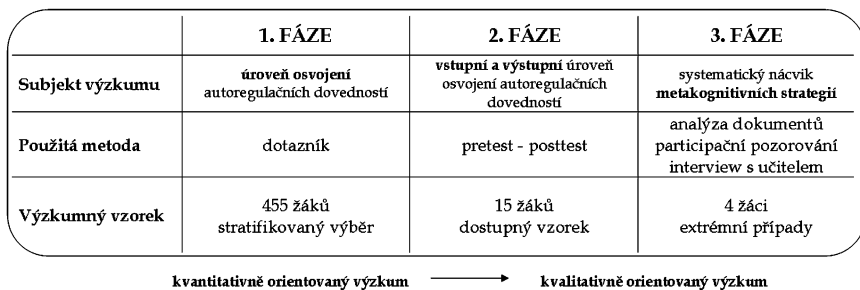 1. FÁZE 2. FÁZE 3. FÁZE
Subjekt výzkumu
úroveň osvojení
autoregulačních dovedností
vstupní a výstupní úroveň
osvojení autoregulačních
dovedností
systematický nácvik
metakognitivních strategií
Použitá metoda
dotazník
pretest - posttest
analýza dokumentů
participační pozorování
interview s učitelem
Výzkumný vzorek
455 žáků
stratifikovaný výběr
15 žáků
dostupný vzorek
4 žáci
extrémní případy
kvantitativně orientovaný výzkum kvalitativně orientovaný výzkum